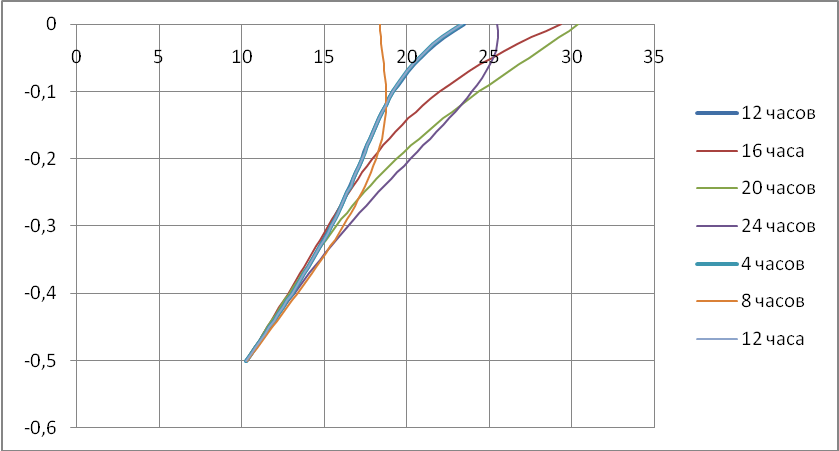 0
0 5 10 15 20 25 30 35
-0,1
-0,2
-0,3
-0,4
-0,5
-0,6
12 часов
16 часа
20 часов
24 часов
4 часов
8 часов
12 часа